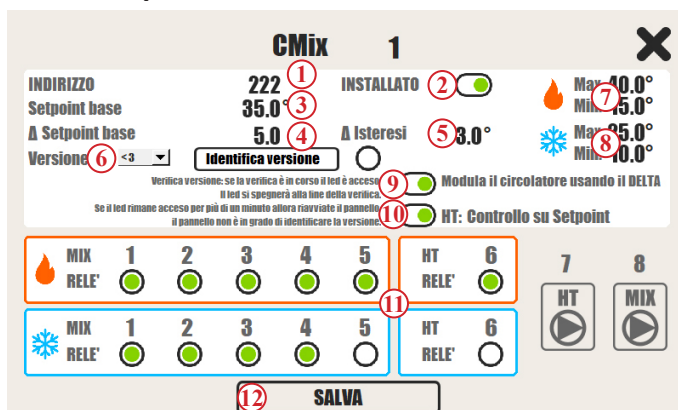 CMix 1
INDIRIZZO 222 1 INSTALLATO 2
Setpoint base 35.0° 3
Δ Setpoint base 5.0 4 Δ Isteresi 5 3.0°
Max 40.0°
7
Min. 15.0°
Max 8
Min. 10.0°
Versione 6 <3 Identifica versione
Verifica versione: se la verifica è in corso il led è acceso.
Il led si spegnerà alla line della verifica.
Se il led rimane acceso per più di un minuto allora riavviate il pannello,
il pannello non è in grado di identificare la versione.
9 Modula il circolatore usando il DELTA
10 HT: Controllo su Setpoint
MIX 1 2 3 4 5 HT 6
RELE' RELE'
11
MIX 1 2 3 4 5 HT 6
RELE' RELE'
7 8
HT MIX
12 SALVA